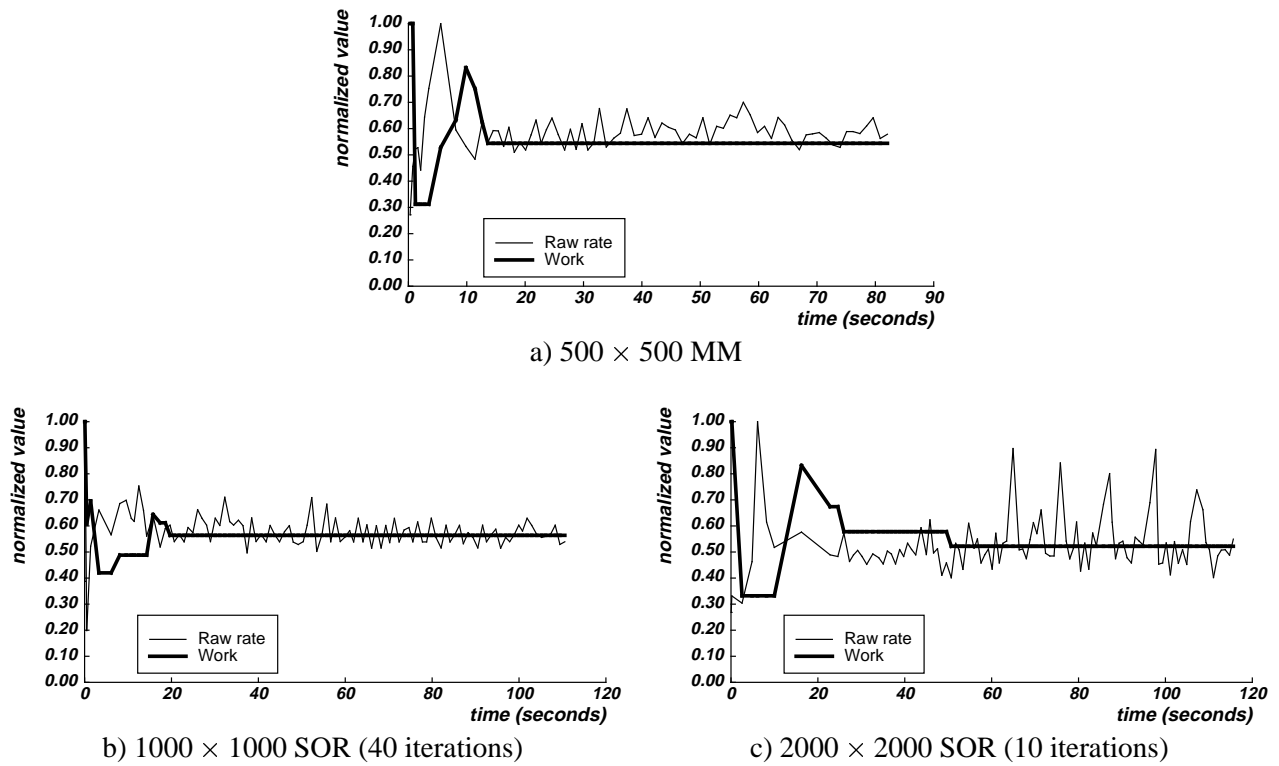 normalized value
1.00
0.90
0.80
0.70
0.60
0.50
0.40
0.30
0.20
0.10
0.00
Raw rate
Work
0 10 20 30 40 50 60 70 80 90
time (seconds)
a) 500 × 500 MM
normalized value
1.00
0.90
0.80
0.70
0.60
0.50
0.40
0.30
0.20
0.10
0.00
Raw rate
Work
0 20 40 60 80 100 120
time (seconds)
b) 1000 × 1000 SOR (40 iterations)
normalized value
1.00
0.90
0.80
0.70
0.60
0.50
0.40
0.30
0.20
0.10
0.00
Raw rate
Work
0 20 40 60 80 100 120
time (seconds)
c) 2000 × 2000 SOR (10 iterations)